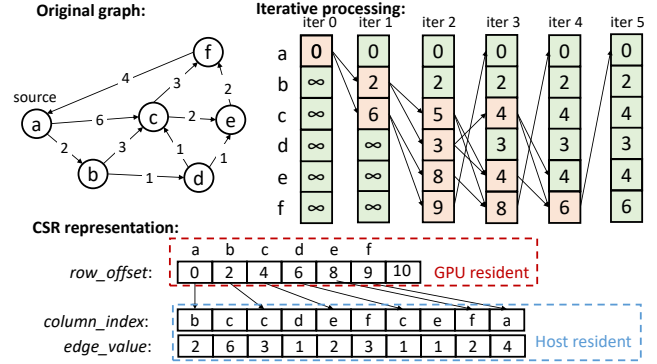 Original graph:
Iterative processing:
iter 0 iter 1 iter 2 iter 3 iter 4 iter 5
a 0 0 0 0 0 0
b ∞ 2 2 2 2 2
c ∞ 6 5 4 4 4
d ∞ ∞ 3 3 3 3
e ∞ ∞ 8 4 4 4
f ∞ ∞ 9 8 6 6
f
4 3 2
source
a 6 c 2 e
2 3 1 1
b 1 d
CSR representation:
a b c d e f
row_offset: 0 2 4 6 8 9 10
GPU resident
column_index: b c c d e f c e f a
edge_value: 2 6 3 1 2 3 1 1 2 4
Host resident